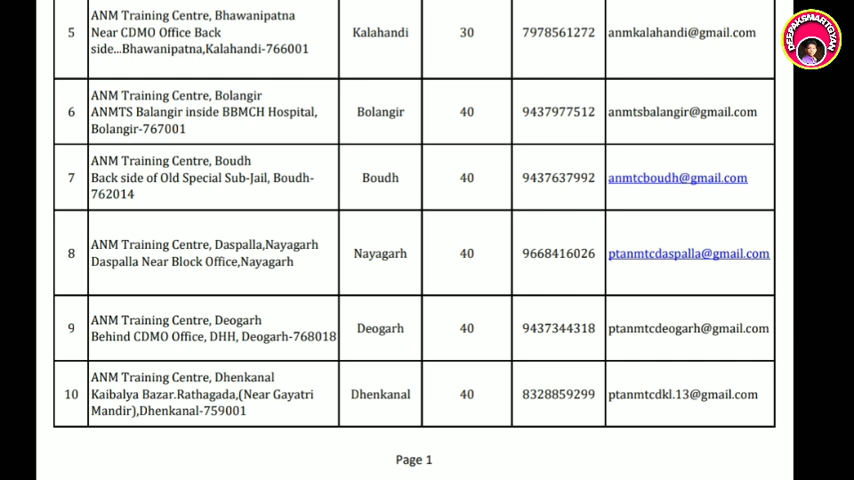 DEEPAKSMARTGYAN
5
ANM Training Centre, Bhawanipatna
Near CDMO Office Back
side...Bhawanipatna,Kalahandi-766001
Kalahandi
30
7978561272
anmkalahandi@gmail.com
6
ANM Training Centre, Bolangir
ANMTS Balangir inside BBMCH Hospital,
Bolangir-767001
Bolangir
40
9437977512
anmtsbalangir@gmail.com
7
ANM Training Centre, Boudh
Back side of Old Special Sub-Jail, Boudh-
762014
Boudh
40
9437637992
anmtcboudh@gmail.com
8
ANM Training Centre, Daspalla,Nayagarh
Daspalla Near Block Office,Nayagarh
Nayagarh
40
9668416026
ptanmtcdaspalla@gmail.com
9
ANM Training Centre, Deogarh
Behind CDMO Office, DHH, Deogarh-768018
Deogarh
40
9437344318
ptanmtcdeogarh@gmail.com
10
ANM Training Centre, Dhenkanal
Kaibalya Bazar.Rathagada,(Near Gayatri
Mandir),Dhenkanal-759001
Dhenkanal
40
8328859299
ptanmtcdkl.13@gmail.com
Page 1